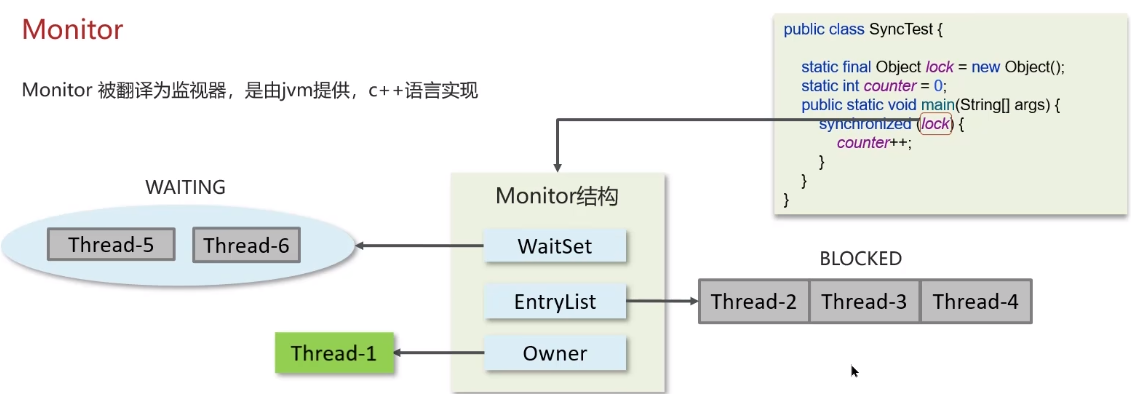 Monitor
Monitor 被翻译为监视器，是由jvm提供，c++语言实现
public class SyncTest {
static final Object lock = new Object();
static int counter = 0;
public static void main(String[] args) {
synchronized (lock) {
counter++;
}
}
}
WAITING
Thread-5
Thread-6
Monitor结构
WaitSet
EntryList
Owner
BLOCKED
Thread-2
Thread-3
Thread-4
Thread-1